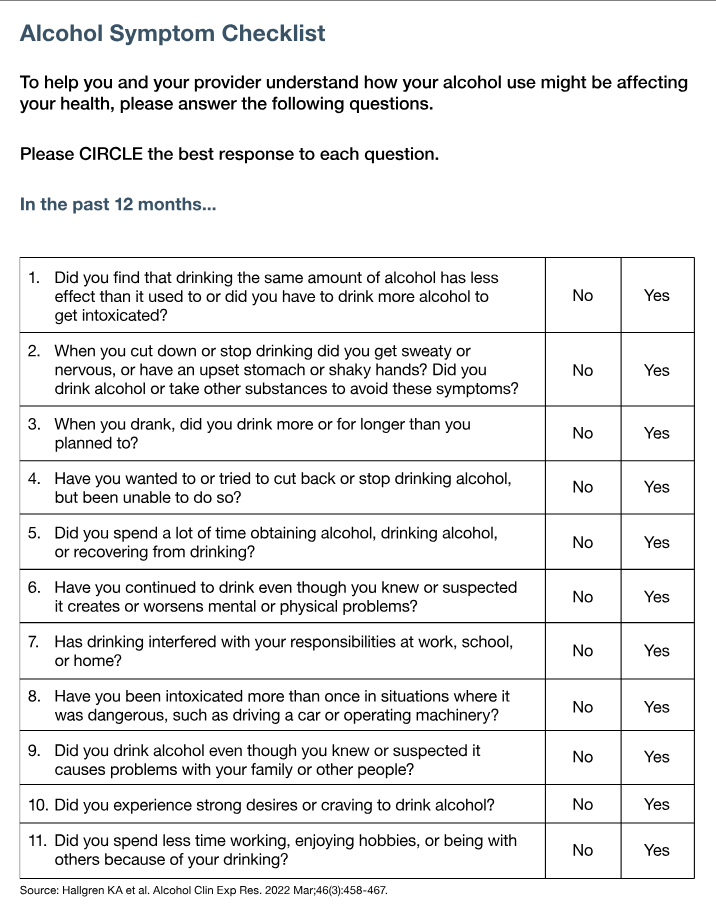 Alcohol Symptom Checklist
To help you and your provider understand how your alcohol use might be affecting
your health, please answer the following questions.
Please CIRCLE the best response to each question.
In the past 12 months...
1. Did you find that drinking the same amount of alcohol has less
effect than it used to or did you have to drink more alcohol to
get intoxicated?
No
Yes
2. When you cut down or stop drinking did you get sweaty or
nervous, or have an upset stomach or shaky hands? Did you
drink alcohol or take other substances to avoid these symptoms?
No
Yes
3. When you drank, did you drink more or for longer than you
planned to?
No
Yes
4. Have you wanted to or tried to cut back or stop drinking alcohol,
but been unable to do so?
No
Yes
5. Did you spend a lot of time obtaining alcohol, drinking alcohol,
or recovering from drinking?
No
Yes
6. Have you continued to drink even though you knew or suspected
it creates or worsens mental or physical problems?
No
Yes
7. Has drinking interfered with your responsibilities at work, school,
or home?
No
Yes
8. Have you been intoxicated more than once in situations where it
was dangerous, such as driving a car or operating machinery?
No
Yes
9. Did you drink alcohol even though you knew or suspected it
causes problems with your family or other people?
No
Yes
10. Did you experience strong desires or craving to drink alcohol?
No
Yes
11. Did you spend less time working, enjoying hobbies, or being with
others because of your drinking?
No
Yes
Source: Hallgren KA et al. Alcohol Clin Exp Res. 2022 Mar;46(3):458-467.